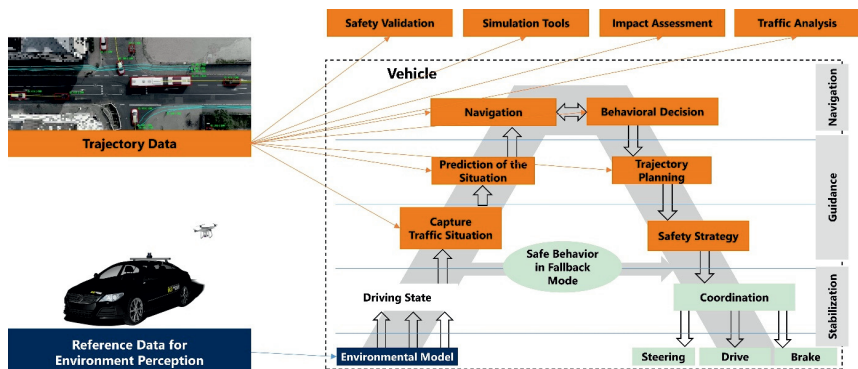 Safety Validation
Simulation Tools
Impact Assessment
Traffic Analysis
Vehicle
Navigation
Behavioral Decision
Navigation
Trajectory Data
Prediction of the
Situation
Trajectory
Planning
Guidance
Capture
Traffic Situation
Safety Strategy
Safe Behavior
in Fallback
Mode
Driving State
Coordination
Stabilization
Reference Data for
Environment Perception
Environmental Model
Steering
Drive
Brake